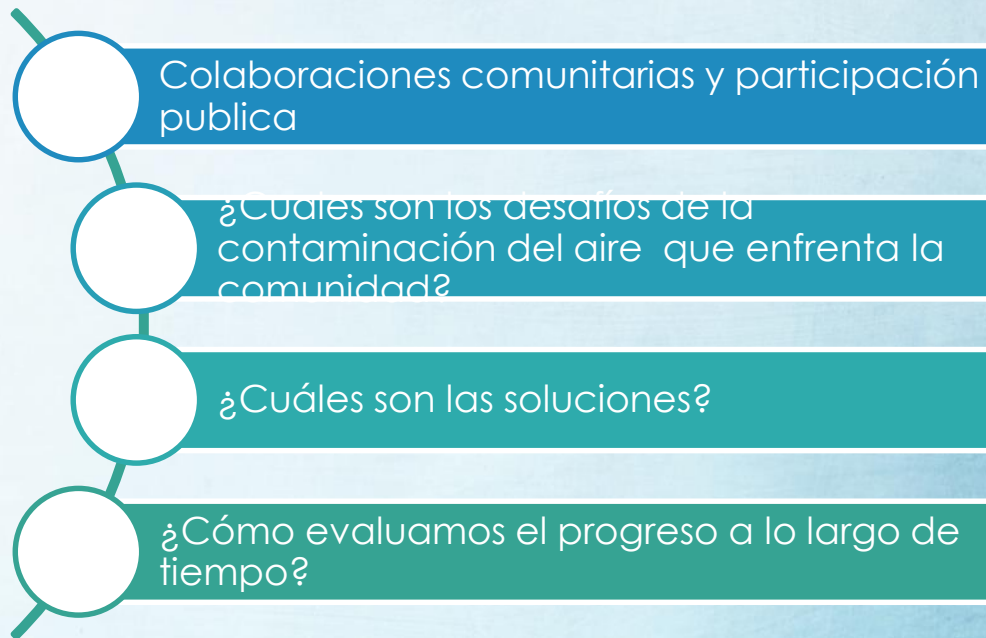 Colaboraciones comunitarias y participación
publica
¿Cuáles son los desafíos de la
contaminación del aire  que enfrenta la
comunidad?
¿Cuáles son las soluciones?
¿Cómo evaluamos el progreso a lo largo de
tiempo?